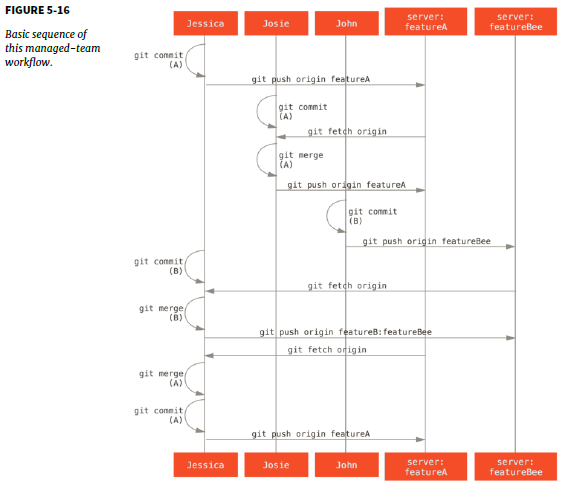 FIGURE 5-16
Basic sequence of
this managed-team
workflow.
Jessica
Josie
John
server:
featureA
server:
featureBee
git commit
(A)
git push origin featureA
git commit
(A)
git fetch origin
git merge
(A)
git push origin featureA
git commit
(B)
git push origin featureBee
git commit
(B)
git fetch origin
git merge
(B)
git push origin featureB:featureBee
git fetch origin
git merge
(A)
git commit
(A)
git push origin featureA
Jessica
Josie
John
server:
featureA
server:
featureBee